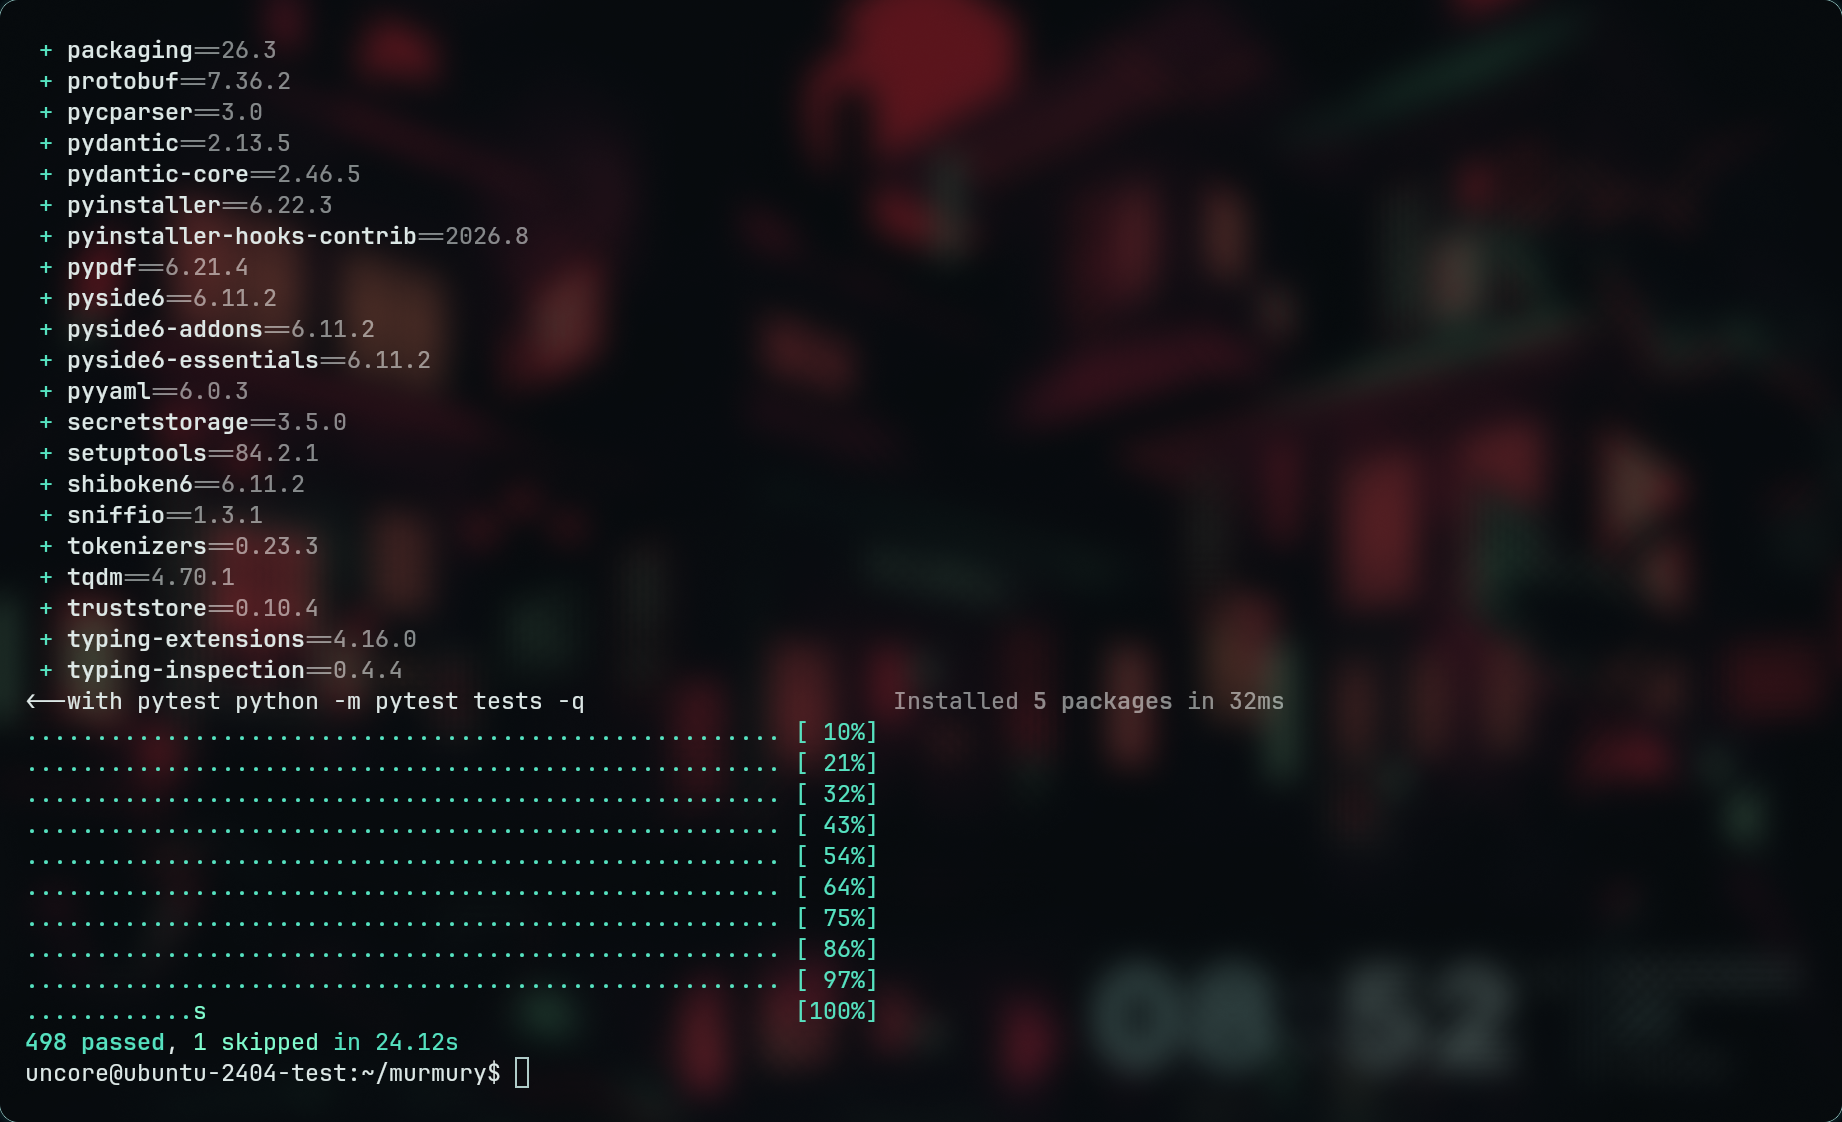 + packaging==26.3
+ protobuf==7.36.2
+ pycparser==3.0
+ pydantic==2.13.5
+ pydantic-core==2.46.5
+ pyinstaller==6.22.3
+ pyinstaller-hooks-contrib==2026.8
+ pypdf==6.21.4
+ pyside6==6.11.2
+ pyside6-addons==6.11.2
+ pyside6-essentials==6.11.2
+ pyyaml==6.0.3
+ secretstorage==3.5.0
+ setuptools==84.2.1
+ shiboken6==6.11.2
+ sniffio==1.3.1
+ tokenizers==0.23.3
+ tqdm==4.70.1
+ truststore==0.10.4
+ typing-extensions==4.16.0
+ typing-inspection==0.4.4
<--with pytest python -m pytest tests -q Installed 5 packages in 32ms
...................................................... [ 10%]
...................................................... [ 21%]
...................................................... [ 32%]
...................................................... [ 43%]
...................................................... [ 54%]
...................................................... [ 64%]
...................................................... [ 75%]
...................................................... [ 86%]
...................................................... [ 97%]
............s [100%]
498 passed, 1 skipped in 24.12s
uncore@ubuntu-2404-test:~/murmury$
08 52